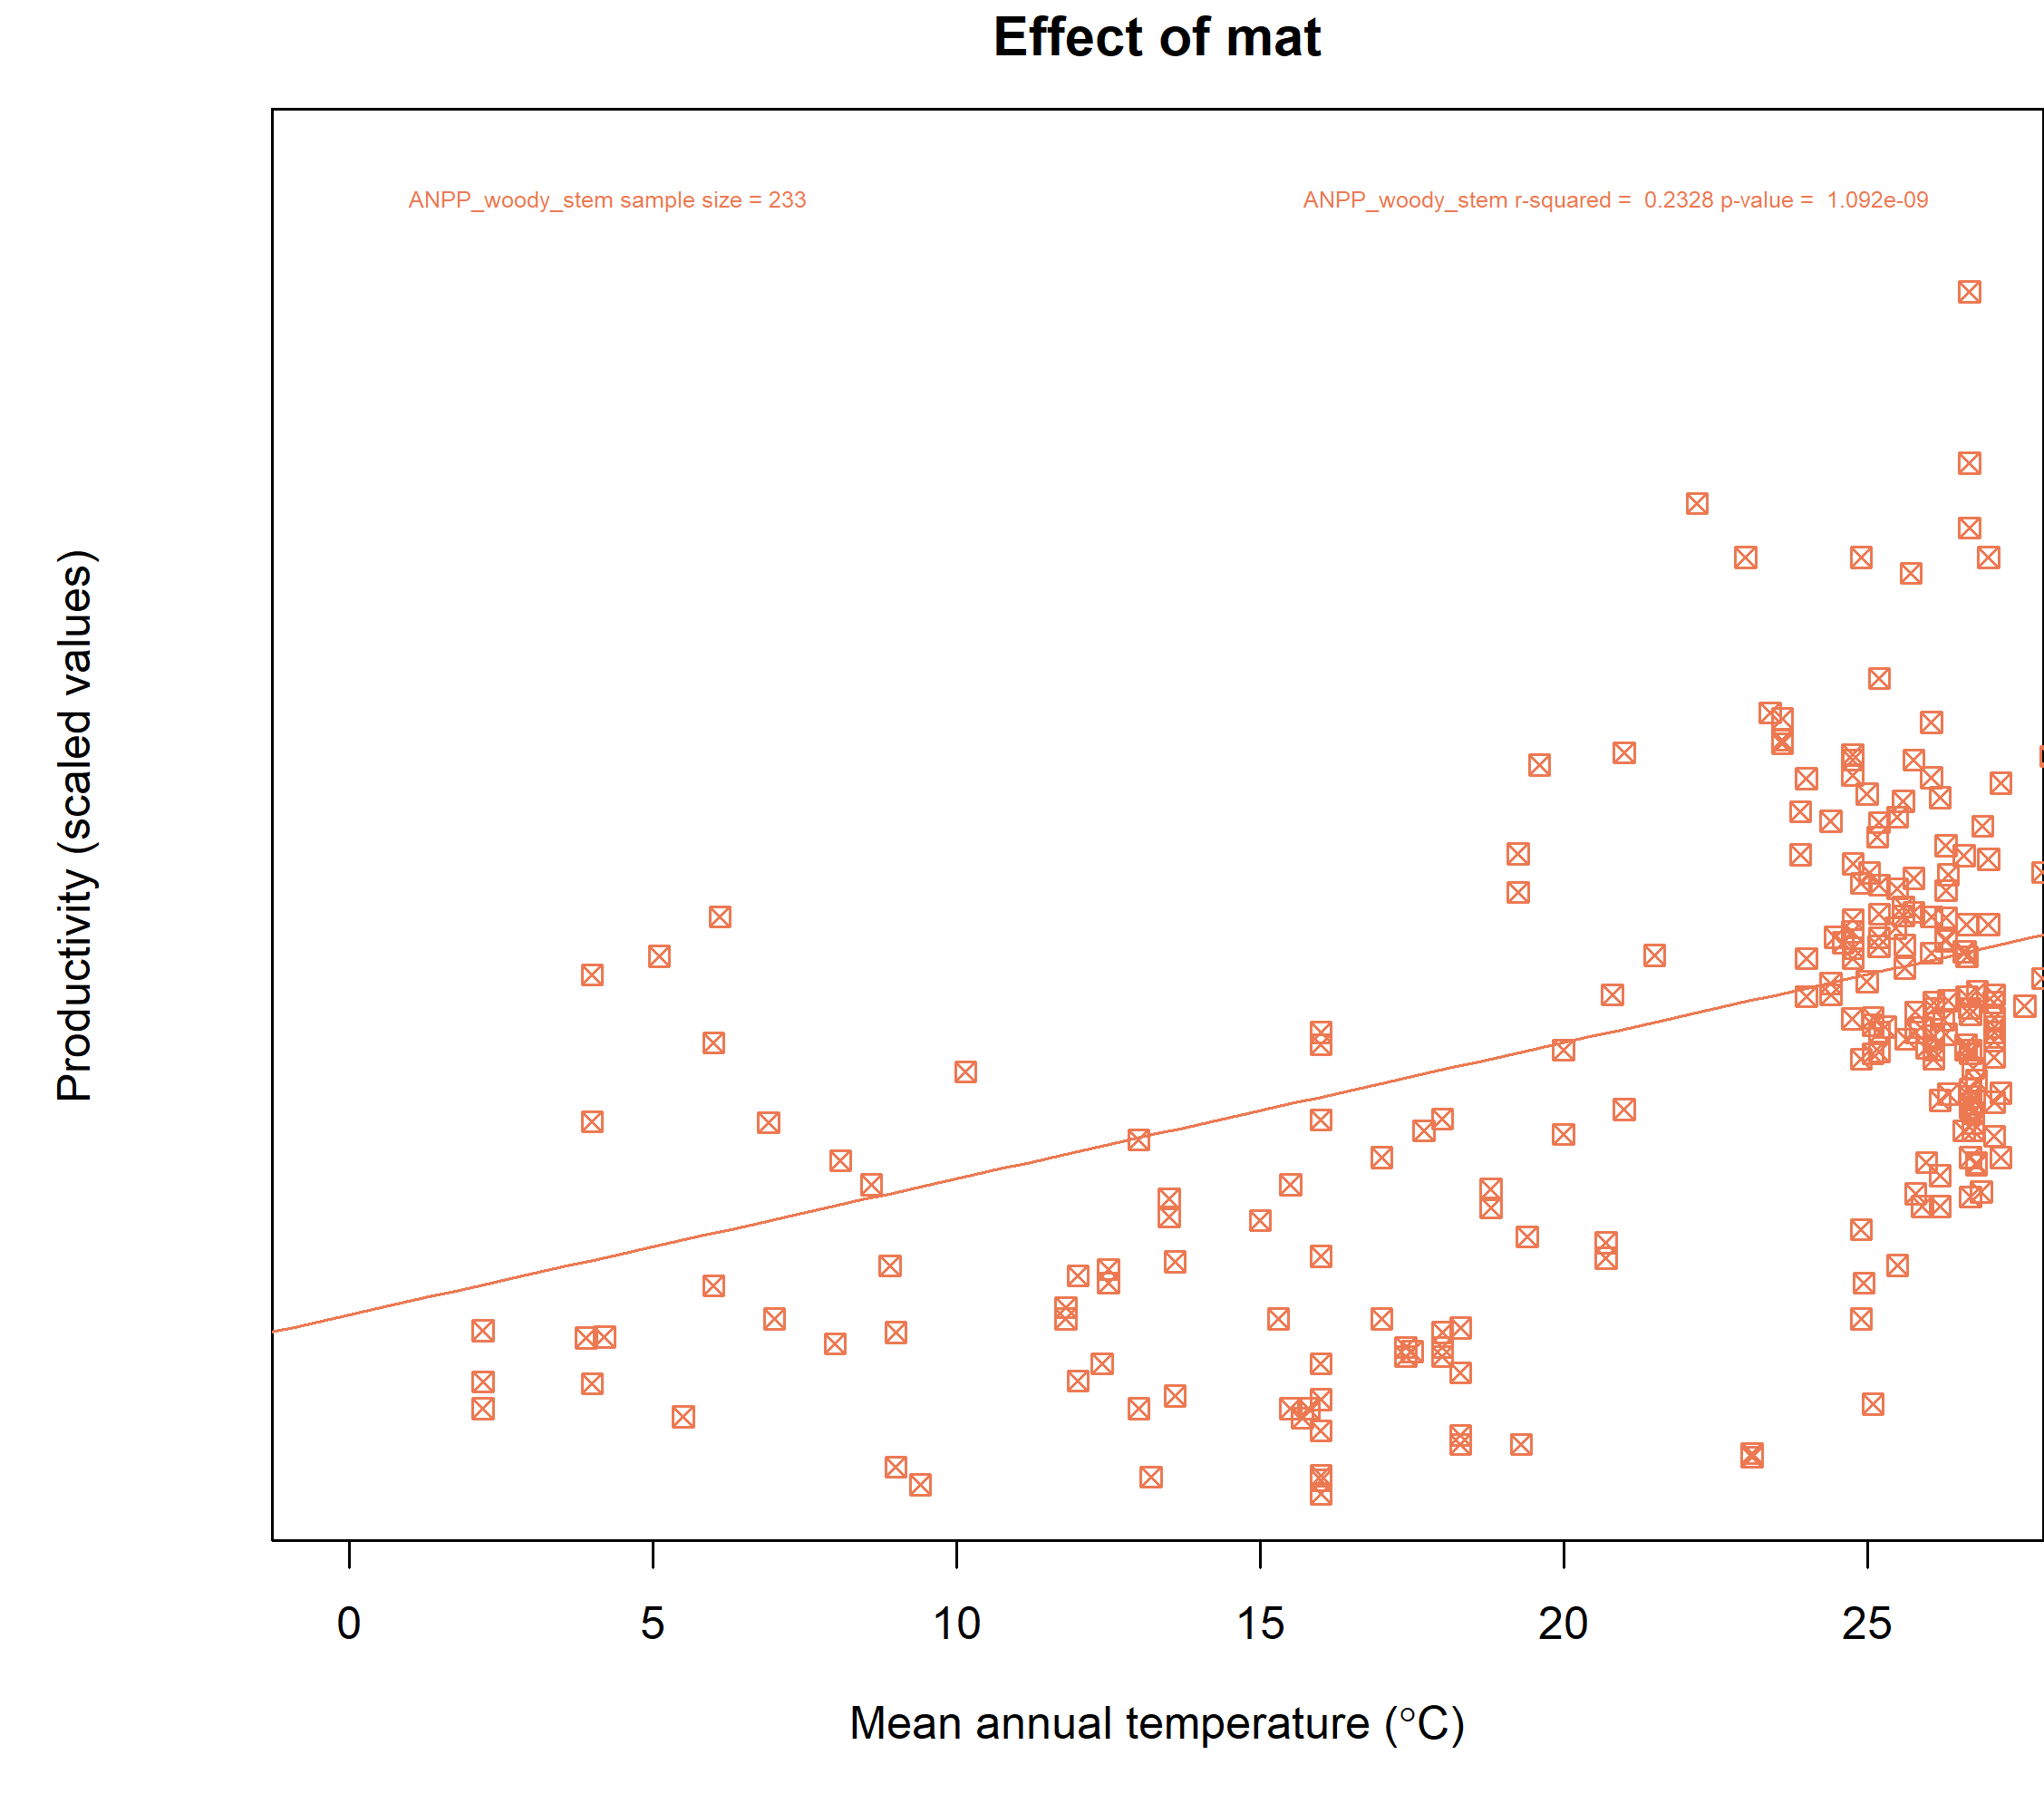 Effect of mat
ANPP_woody_stem sample size = 233
ANPP_woody_stem r-squared = 0.2328 p-value = 1.092e-09
Productivity (scaled values)
0 5 10 15 20 25
Mean annual temperature (°C)